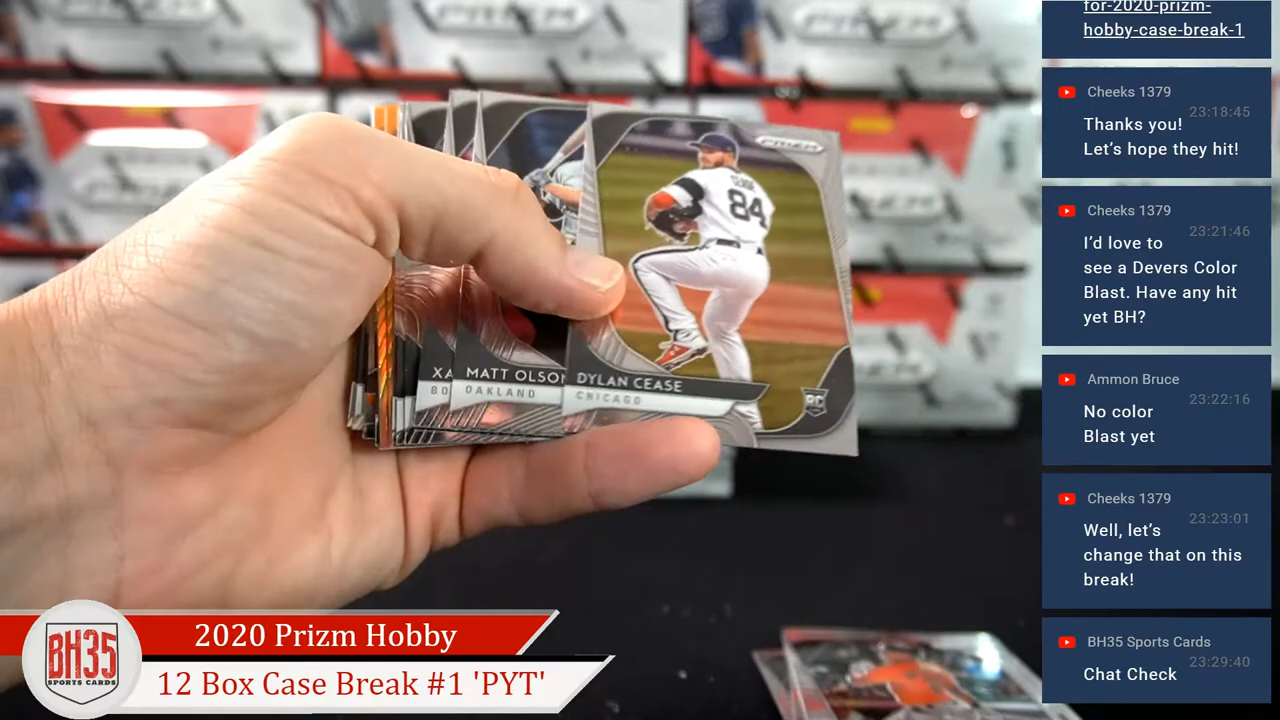 for-2020-prizm-
hobby-case-break-1
Cheeks 1379
23:18:45
Thanks you!
Let’s hope they hit!
Cheeks 1379
23:21:46
I’d love to
see a Devers Color
Blast. Have any hit
yet BH?
Ammon Bruce
23:22:16
No color
Blast yet
Cheeks 1379
23:23:01
Well, let’s
change that on this
break!
BH35 Sports Cards
23:29:40
Chat Check
PRIZM
84
XA
BO
MATT OLSON
OAKLAND
DYLAN CEASE
CHICAGO
RC
BH35
SPORTS CARDS
2020 Prizm Hobby
12 Box Case Break #1 'PYT'